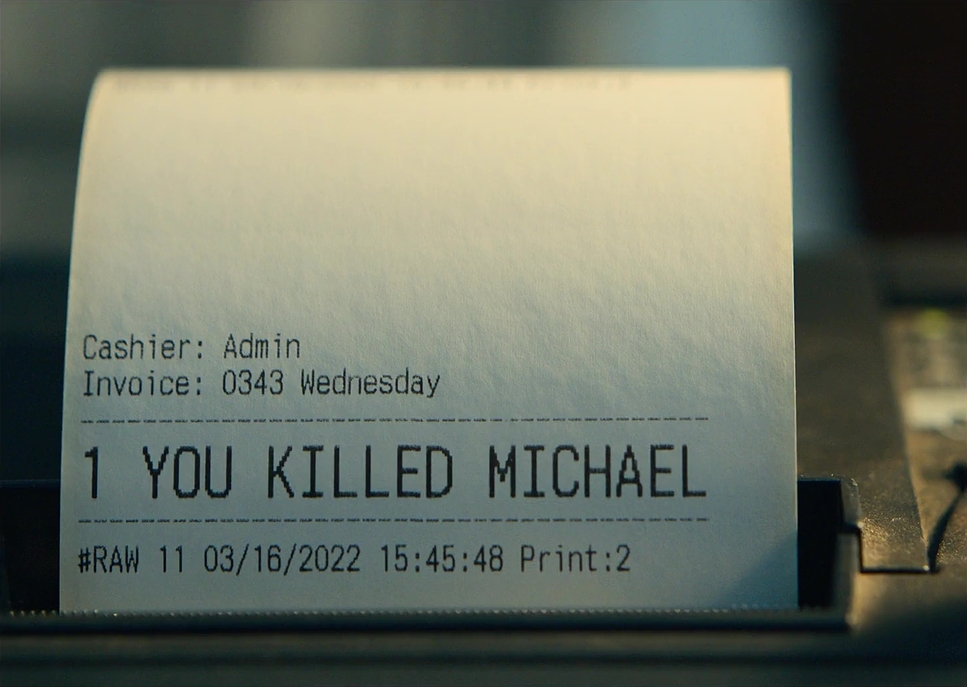 Cashier: Admin
Invoice: 0343 Wednesday
1 YOU KILLED MICHAEL
#RAW 11 03/16/2022 15:45:48 Print:2